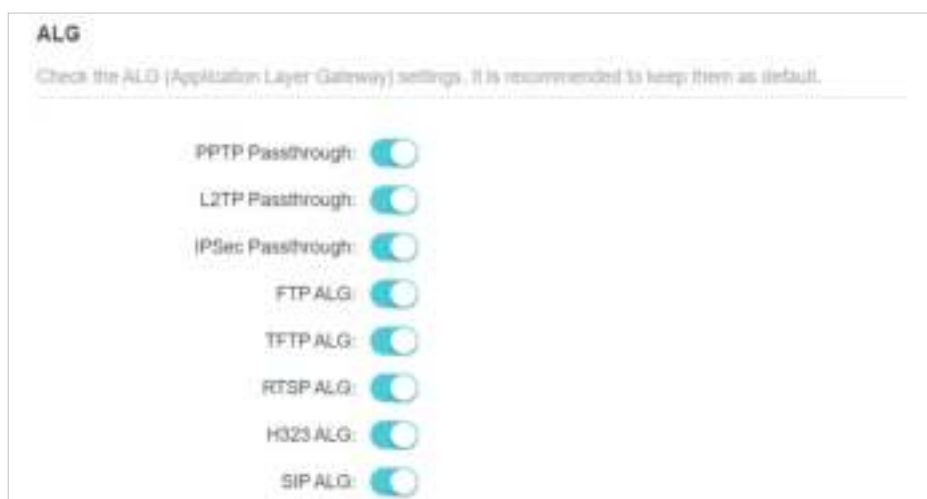 ALG
Check the ALG (Application Layer Gateway) settings. It is recommended to keep them as default.
PPTP Passthrough:
L2TP Passthrough:
IPSec Passthrough:
FTP ALG:
TFTP ALG:
RTSP ALG:
H323 ALG:
SIP ALG: